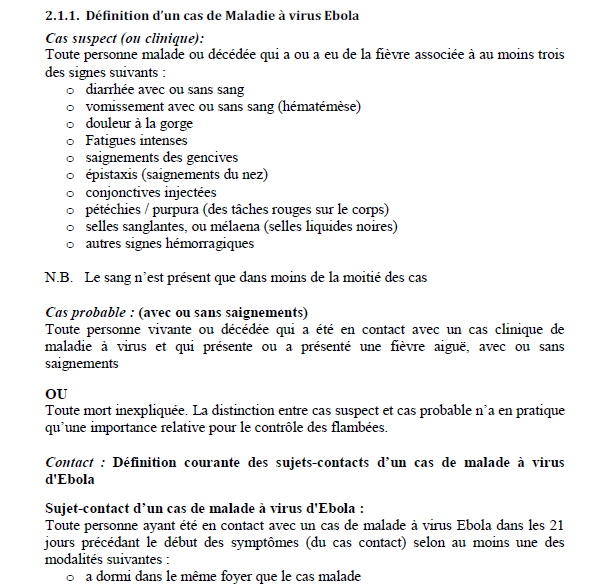 2.1.1. Définition d'un cas de Maladie à virus Ebola
Cas suspect (ou clinique):
Toute personne malade ou décédée qui a ou a eu de la fièvre associée à au moins trois
des signes suivants :
o diarrhée avec ou sans sang
o vomissement avec ou sans sang (hématémèse)
o douleur à la gorge
o Fatigues intenses
o saignements des gencives
o épistaxis (saignements du nez)
o conjonctives injectées
o pétéchies / purpura (des tâches rouges sur le corps)
o selles sanglantes, ou mélaena (selles liquides noires)
o autres signes hémorragiques
N.B. Le sang n’est présent que dans moins de la moitié des cas
Cas probable : (avec ou sans saignements)
Toute personne vivante ou décédée qui a été en contact avec un cas clinique de
maladie à virus et qui présente ou a présenté une fièvre aiguë, avec ou sans
saignements
OU
Toute mort inexpliquée. La distinction entre cas suspect et cas probable n’a en pratique
qu’une importance relative pour le contrôle des flambées.
Contact : Définition courante des sujets-contacts d’un cas de malade à virus
d'Ebola
Sujet-contact d’un cas de malade à virus d'Ebola :
Toute personne ayant été en contact avec un cas de malade à virus Ebola dans les 21
jours précédant le début des symptômes (du cas contact) selon au moins une des
modalités suivantes :
o a dormi dans le même foyer que le cas malade